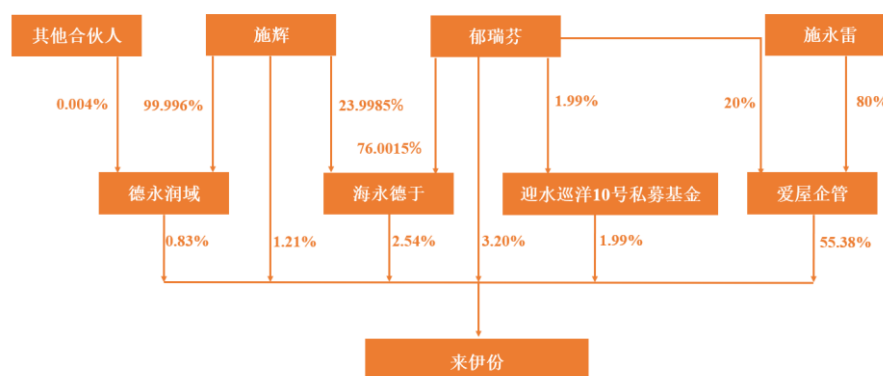 其他合伙人
施辉
郁瑞芬
施永雷
0.004%
99.996%
23.9985%
76.0015%
1.99%
20%
80%
德永润域
海永德于
迎水巡洋10号私募基金
爱屋企管
0.83%
1.21%
2.54%
3.20%
1.99%
55.38%
来伊份